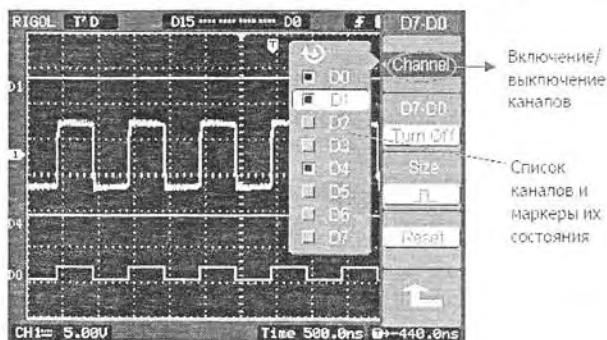 RIGOL T'D D15 **** **** **** D0 D7-D0
D0
D1
D2
D3
D4
D5
D6
D7
Channel
D7-D0
Turn Off
Size
Reset
D1
1
D4
D0
CH1= 5.00V Time 500.0ns -440.0ns
Включение/
выключение
каналов
Список
каналов и
маркеры их
состояния